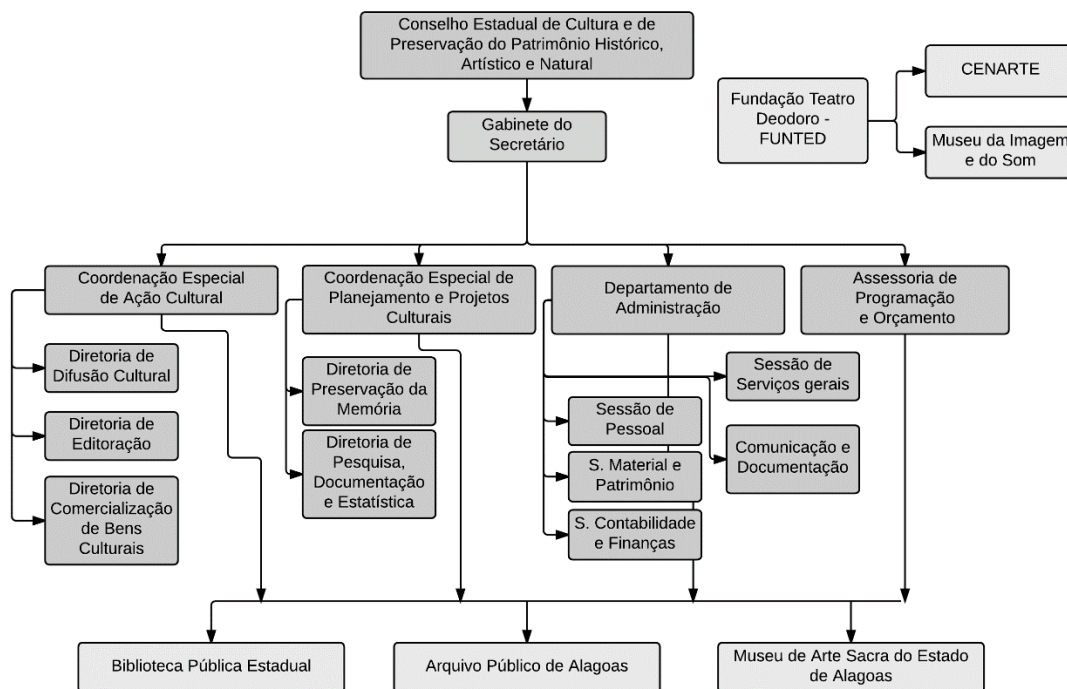 Conselho Estadual de Cultura e de
Preservação do Patrimônio Histórico,
Artístico e Natural
CENARTE
Fundação Teatro
Deodoro -
FUNTED
Gabinete do
Secretário
Museu da Imagem
e do Som
Coordenação Especial
de Ação Cultural
Coordenação Especial de
Planejamento e Projetos
Culturais
Departamento de
Administração
Assessoria de
Programação
e Orçamento
Diretoria de
Difusão Cultural
Diretoria de
Editoração
Diretoria de
Comercialização
de Bens
Culturais
Diretoria de
Preservação da
Memória
Diretoria de
Pesquisa,
Documentação
e Estatística
Sessão de
Pessoal
S. Material e
Patrimônio
S. Contabilidade
e Finanças
Sessão de
Serviços gerais
Comunicação e
Documentação
Biblioteca Pública Estadual
Arquivo Público de Alagoas
Museu de Arte Sacra do Estado
de Alagoas